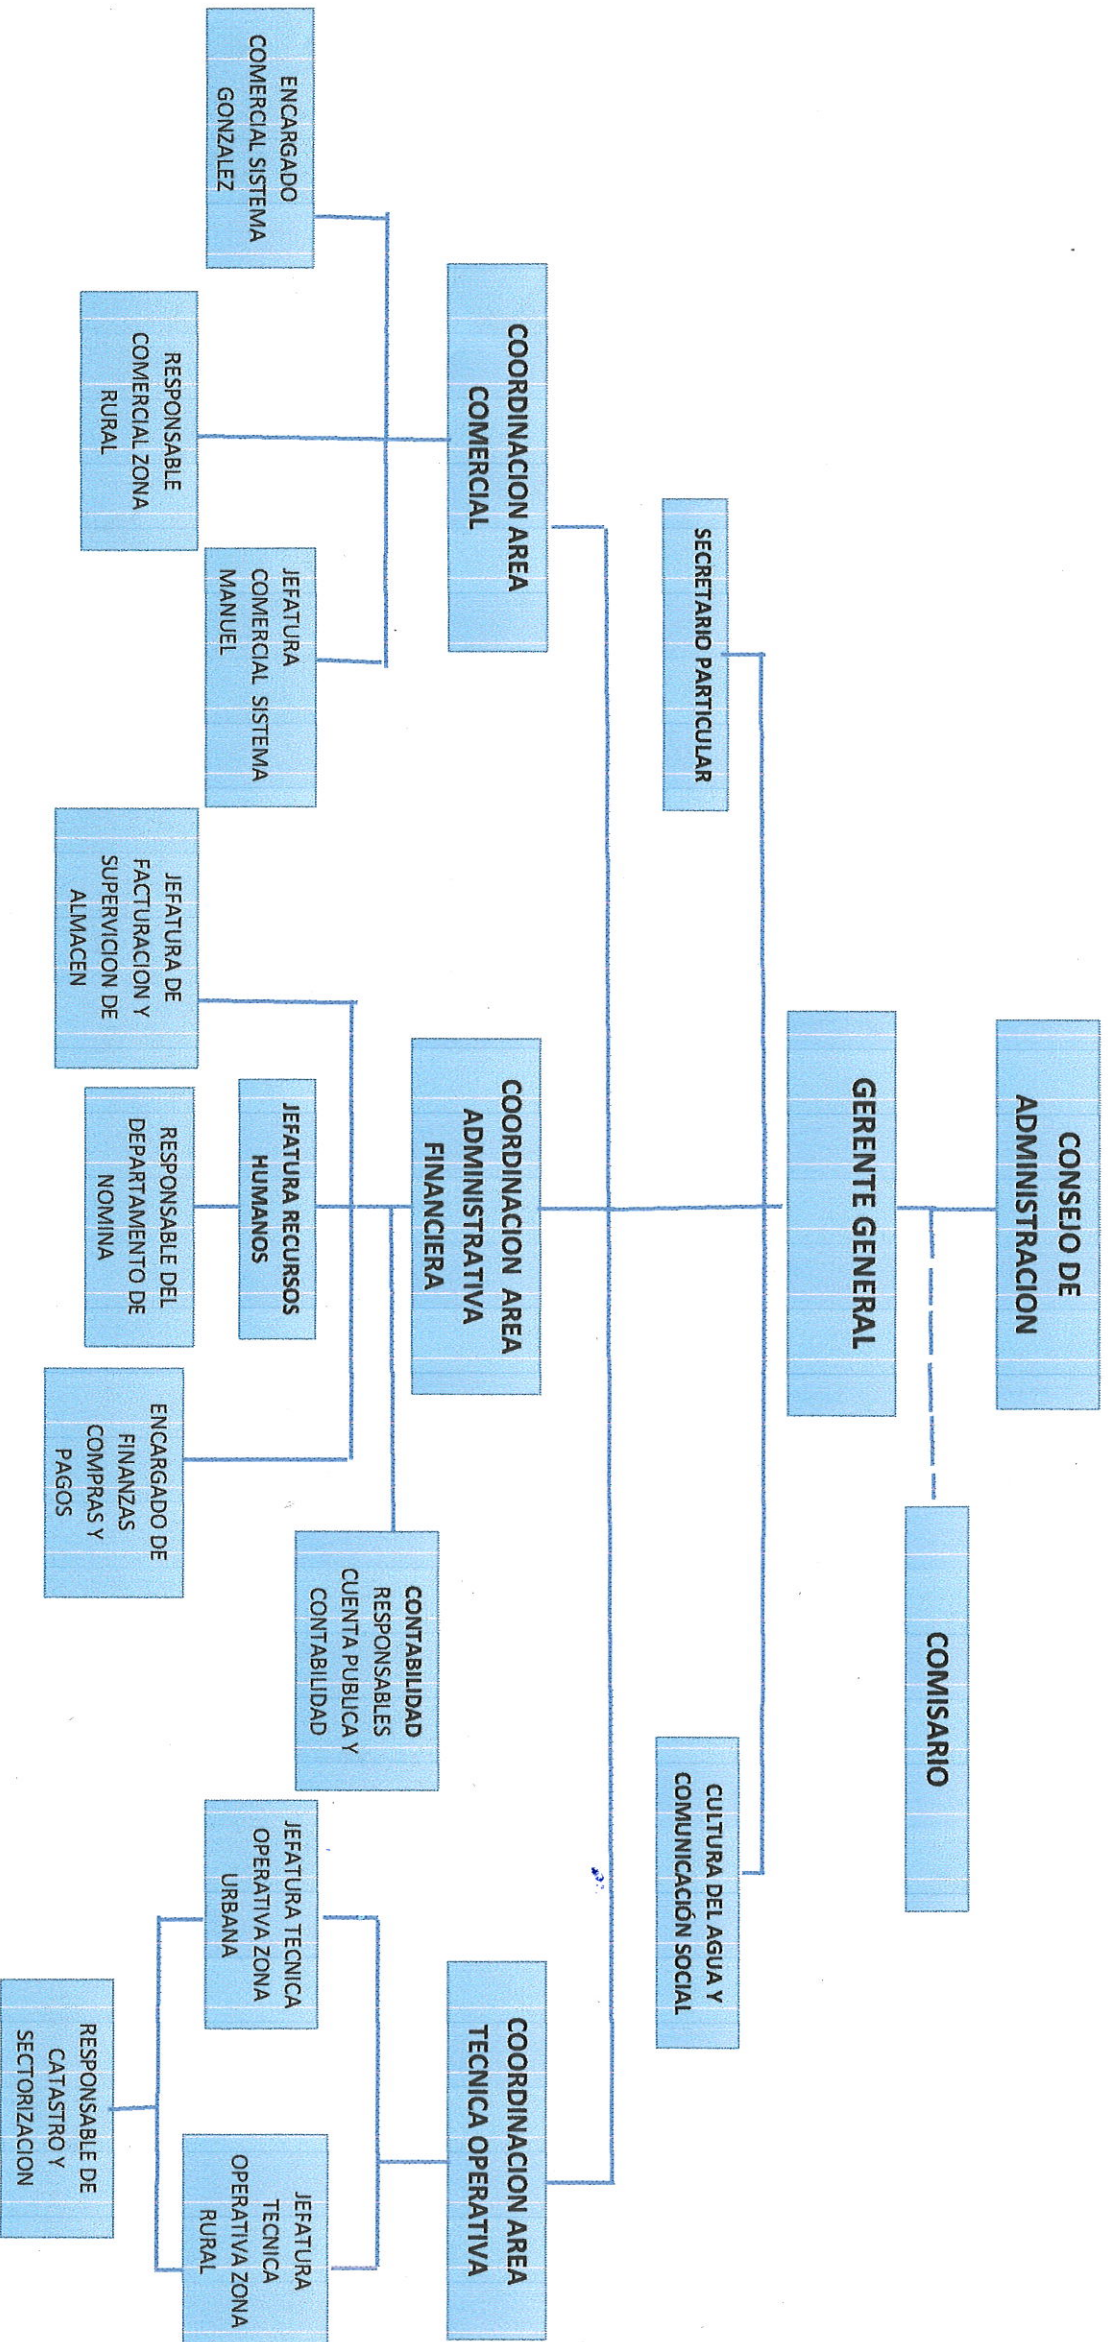 CONSEJO DE
ADMINISTRACION
COMISARIO
GERENTE GENERAL
SECRETARIO PARTICULAR
CULTURA DEL AGUA Y
COMUNICACIÓN SOCIAL
COORDINACION AREA
COMERCIAL
COORDINACION AREA
ADMINISTRATIVA
FINANCIERA
COORDINACION AREA
TECNICA OPERATIVA
ENCARGADO
COMERCIAL SISTEMA
GONZALEZ
RESPONSABLE
COMERCIAL ZONA
RURAL
JEFATURA
COMERCIAL SISTEMA
MANUEL
JEFATURA DE
FACTURACION Y
SUPERVICION DE
ALMACEN
JEFATURA RECURSOS
HUMANOS
RESPONSABLE DEL
DEPARTAMENTO DE
NOMINA
ENCARGADO DE
FINANZAS
COMPRAS Y
PAGOS
CONTABILIDAD
RESPONSABLES
CUENTA PUBLICA Y
CONTABILIDAD
JEFATURA TECNICA
OPERATIVA ZONA
URBANA
JEFATURA
TECNICA
OPERATIVA ZONA
RURAL
RESPONSABLE DE
CATASTRO Y
SECTORIZACION